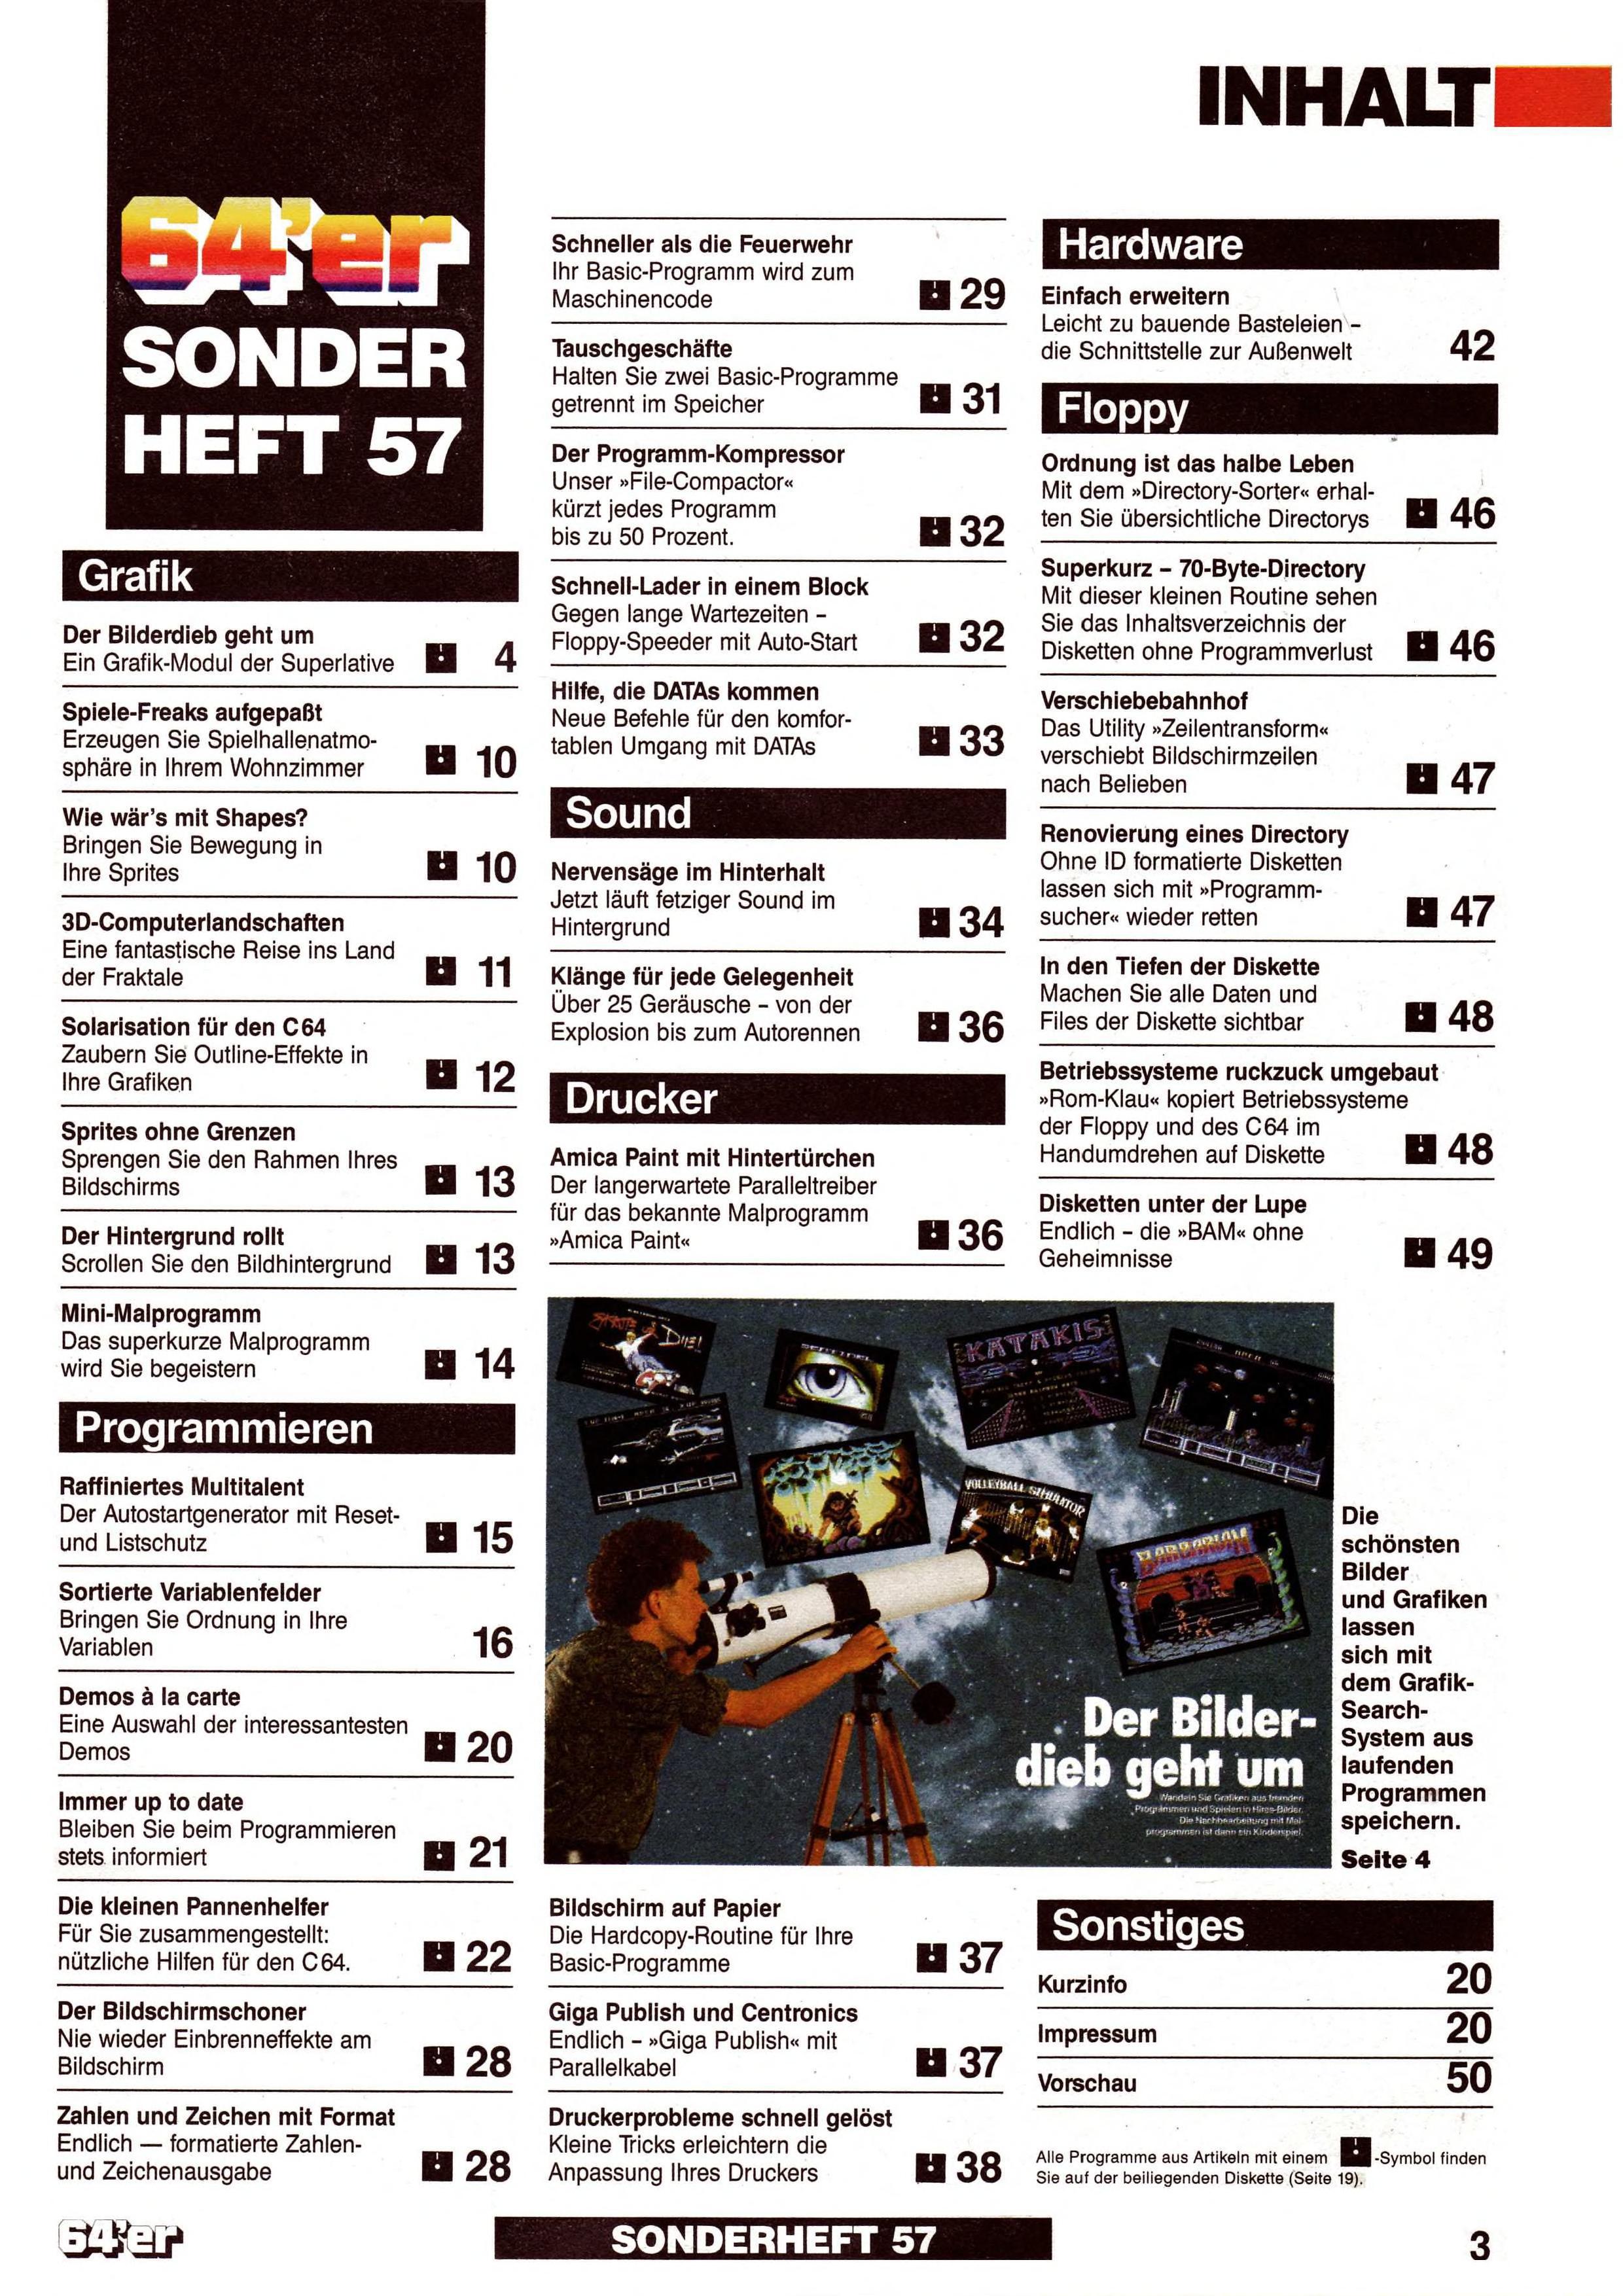 INHALT
64'er
SONDER
HEFT 57
Grafik
Der Bilderdieb geht um
Ein Grafik-Modul der Superlative 4
Spiele-Freaks aufgepaßt
Erzeugen Sie Spielhallenatmo-
sphäre in Ihrem Wohnzimmer 10
Wie wär's mit Shapes?
Bringen Sie Bewegung in
Ihre Sprites 10
3D-Computerlandschaften
Eine fantastische Reise ins Land
der Fraktale 11
Solarisation für den C 64
Zaubern Sie Outline-Effekte in
Ihre Grafiken 12
Sprites ohne Grenzen
Sprengen Sie den Rahmen Ihres
Bildschirms 13
Der Hintergrund rollt
Scrollen Sie den Bildhintergrund 13
Mini-Malprogramm
Das superkurze Malprogramm
wird Sie begeistern 14
Programmieren
Raffiniertes Multitalent
Der Autostartgenerator mit Reset-
und Listschutz 15
Sortierte Variablenfelder
Bringen Sie Ordnung in Ihre
Variablen 16
Demos à la carte
Eine Auswahl der interessantesten
Demos 20
Immer up to date
Bleiben Sie beim Programmieren
stets informiert 21
Die kleinen Pannenhelfer
Für Sie zusammengestellt:
nützliche Hilfen für den C 64. 22
Der Bildschirmschoner
Nie wieder Einbrenneffekte am
Bildschirm 28
Zahlen und Zeichen mit Format
Endlich — formatierte Zahlen-
und Zeichenausgabe 28
Schneller als die Feuerwehr
Ihr Basic-Programm wird zum
Maschinencode 29
Tauschgeschäfte
Halten Sie zwei Basic-Programme
getrennt im Speicher 31
Der Programm-Kompressor
Unser »File-Compactor«
kürzt jedes Programm
bis zu 50 Prozent. 32
Schnell-Lader in einem Block
Gegen lange Wartezeiten –
Floppy-Speeder mit Auto-Start 32
Hilfe, die DATAs kommen
Neue Befehle für den komfor-
tablen Umgang mit DATAs 33
Sound
Nervensäge im Hinterhalt
Jetzt läuft fetziger Sound im
Hintergrund 34
Klänge für jede Gelegenheit
Über 25 Geräusche – von der
Explosion bis zum Autorennen 36
Drucker
Amica Paint mit Hintertürchen
Der langerwartete Paralleltreiber
für das bekannte Malprogramm
»Amica Paint« 36
Bildschirm auf Papier
Die Hardcopy-Routine für Ihre
Basic-Programme 37
Giga Publish und Centronics
Endlich – »Giga Publish« mit
Parallelkabel 37
Druckerprobleme schnell gelöst
Kleine Tricks erleichtern die
Anpassung Ihres Druckers 38
Hardware
Einfach erweitern
Leicht zu bauende Basteleien –
die Schnittstelle zur Außenwelt 42
Floppy
Ordnung ist das halbe Leben
Mit dem »Directory-Sorter« erhal-
ten Sie übersichtliche Directorys 46
Superkurz – 70-Byte-Directory
Mit dieser kleinen Routine sehen
Sie das Inhaltsverzeichnis der
Disketten ohne Programmverlust 46
Verschiebebahnhof
Das Utility »Zeilentransform«
verschiebt Bildschirmzeilen
nach Belieben 47
Renovierung eines Directory
Ohne ID formatierte Disketten
lassen sich mit »Programm-
sucher« wieder retten 47
In den Tiefen der Diskette
Machen Sie alle Daten und
Files der Diskette sichtbar 48
Betriebssysteme ruckzuck umgebaut
»Rom-Klau« kopiert Betriebssysteme
der Floppy und des C 64 im
Handumdrehen auf Diskette 48
Disketten unter der Lupe
Endlich – die »BAM« ohne
Geheimnisse 49
KATAKIS
VOLLEYBALL SIMULATOR
BARBARIAN
Der Bilder-
dieb geht um
Wandeln Sie Grafiken aus fremden
Programmen und Spielen in Hires-Bilder.
Die Nachbearbeitung mit Mal-
programmen ist dann ein Kinderspiel.
Die
schönsten
Bilder
und Grafiken
lassen
sich mit
dem Grafik-
Search-
System aus
laufenden
Programmen
speichern.
Seite 4
Sonstiges
Kurzinfo 20
Impressum 20
Vorschau 50
Alle Programme aus Artikeln mit einem -Symbol finden
Sie auf der beiliegenden Diskette (Seite 19).
64'er
SONDERHEFT 57
3